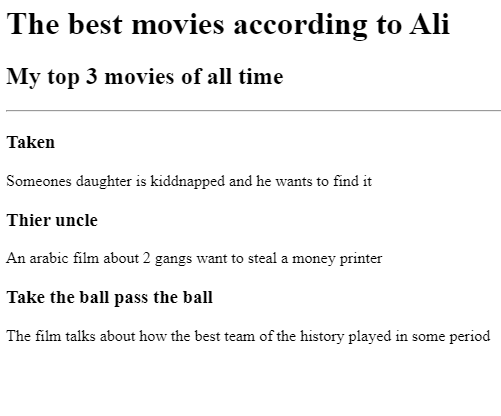 The best movies according to Ali
My top 3 movies of all time
Taken
Someones daughter is kiddnapped and he wants to find it
Thier uncle
An arabic film about 2 gangs want to steal a money printer
Take the ball pass the ball
The film talks about how the best team of the history played in some period